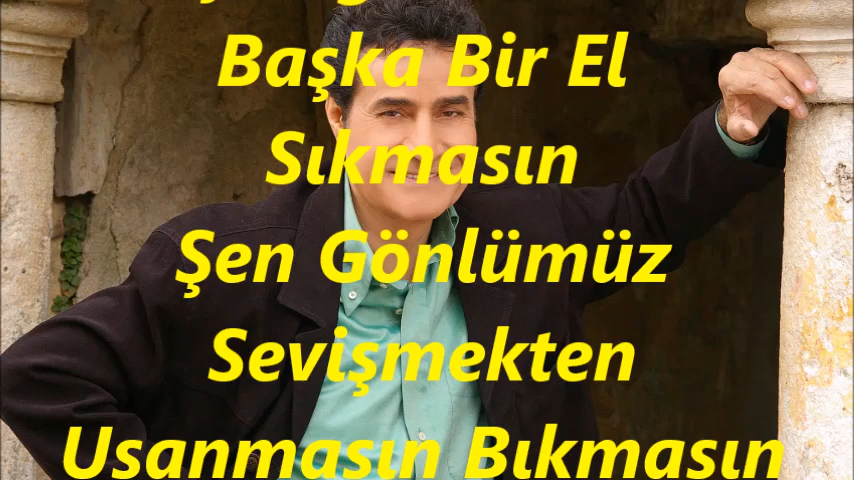 Başka Bir El
Sıkmasın
Şen Gönlümüz
Sevişmekten
Usanmasın Bıkmasın